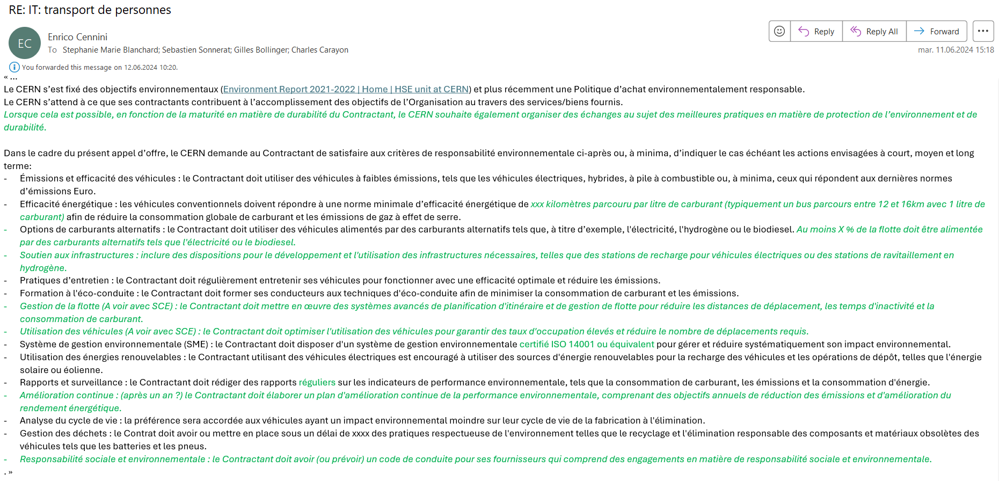 RE: IT: transport de personnes
EC
Enrico Cennini
To Stephanie Marie Blanchard; Sebastien Sonnerat; Gilles Bollinger; Charles Carayon
Reply
Reply All
Forward
mar. 11.06.2024 15:18
You forwarded this message on 12.06.2024 10:20.
« …
Le CERN s’est fixé des objectifs environnementaux (Environment Report 2021-2022 | Home | HSE unit at CERN) et plus récemment une Politique d’achat environnementalement responsable.
Le CERN s’attend à ce que ses contractants contribuent à l’accomplissement des objectifs de l’Organisation au travers des services/biens fournis.
Lorsque cela est possible, en fonction de la maturité en matière de durabilité du Contractant, le CERN souhaite également organiser des échanges au sujet des meilleures pratiques en matière de protection de l’environnement et de
durabilité.
Dans le cadre du présent appel d’offre, le CERN demande au Contractant de satisfaire aux critères de responsabilité environnementale ci-après ou, à minima, d’indiquer le cas échéant les actions envisagées à court, moyen et long
terme:
- Émissions et efficacité des véhicules : le Contractant doit utiliser des véhicules à faibles émissions, tels que les véhicules électriques, hybrides, à pile à combustible ou, à minima, ceux qui répondent aux dernières normes
d’émissions Euro.
- Efficacité énergétique : les véhicules conventionnels doivent répondre à une norme minimale d’efficacité énergétique de xxx kilomètres parcouru par litre de carburant (typiquement un bus parcours entre 12 et 16km avec 1 litre de
carburant) afin de réduire la consommation globale de carburant et les émissions de gaz à effet de serre.
- Options de carburants alternatifs : le Contractant doit utiliser des véhicules alimentés par des carburants alternatifs tels que, à titre d’exemple, l'électricité, l'hydrogène ou le biodiesel. Au moins X % de la flotte doit être alimentée
par des carburants alternatifs tels que l'électricité ou le biodiesel.
- Soutien aux infrastructures : inclure des dispositions pour le développement et l'utilisation des infrastructures nécessaires, telles que des stations de recharge pour véhicules électriques ou des stations de ravitaillement en
hydrogène.
- Pratiques d’entretien : le Contractant doit régulièrement entretenir ses véhicules pour fonctionner avec une efficacité optimale et réduire les émissions.
- Formation à l'éco-conduite : le Contractant doit former ses conducteurs aux techniques d'éco-conduite afin de minimiser la consommation de carburant et les émissions.
- Gestion de la flotte (A voir avec SCE) : le Contractant doit mettre en œuvre des systèmes avancés de planification d'itinéraire et de gestion de flotte pour réduire les distances de déplacement, les temps d'inactivité et la
consommation de carburant.
- Utilisation des véhicules (A voir avec SCE) : le Contractant doit optimiser l'utilisation des véhicules pour garantir des taux d'occupation élevés et réduire le nombre de déplacements requis.
- Système de gestion environnementale (SME) : le Contractant doit disposer d'un système de gestion environnementale certifié ISO 14001 ou équivalent pour gérer et réduire systématiquement son impact environnemental.
- Utilisation des énergies renouvelables : le Contractant utilisant des véhicules électriques est encouragé à utiliser des sources d'énergie renouvelables pour la recharge des véhicules et les opérations de dépôt, telles que l'énergie
solaire ou éolienne.
- Rapports et surveillance : le Contractant doit rédiger des rapports réguliers sur les indicateurs de performance environnementale, tels que la consommation de carburant, les émissions et la consommation d'énergie.
- Amélioration continue : (après un an ?) le Contractant doit élaborer un plan d'amélioration continue de la performance environnementale, comprenant des objectifs annuels de réduction des émissions et d'amélioration du
rendement énergétique.
- Analyse du cycle de vie : la préférence sera accordée aux véhicules ayant un impact environnemental moindre sur leur cycle de vie de la fabrication à l'élimination.
- Gestion des déchets : le Contrat doit avoir ou mettre en place sous un délai de xxxx des pratiques respectueuse de l'environnement telles que le recyclage et l'élimination responsable des composants et matériaux obsolètes des
véhicules tels que les batteries et les pneus.
- Responsabilité sociale et environnementale : le Contractant doit avoir (ou prévoir) un code de conduite pour ses fournisseurs qui comprend des engagements en matière de responsabilité sociale et environnementale.
. »